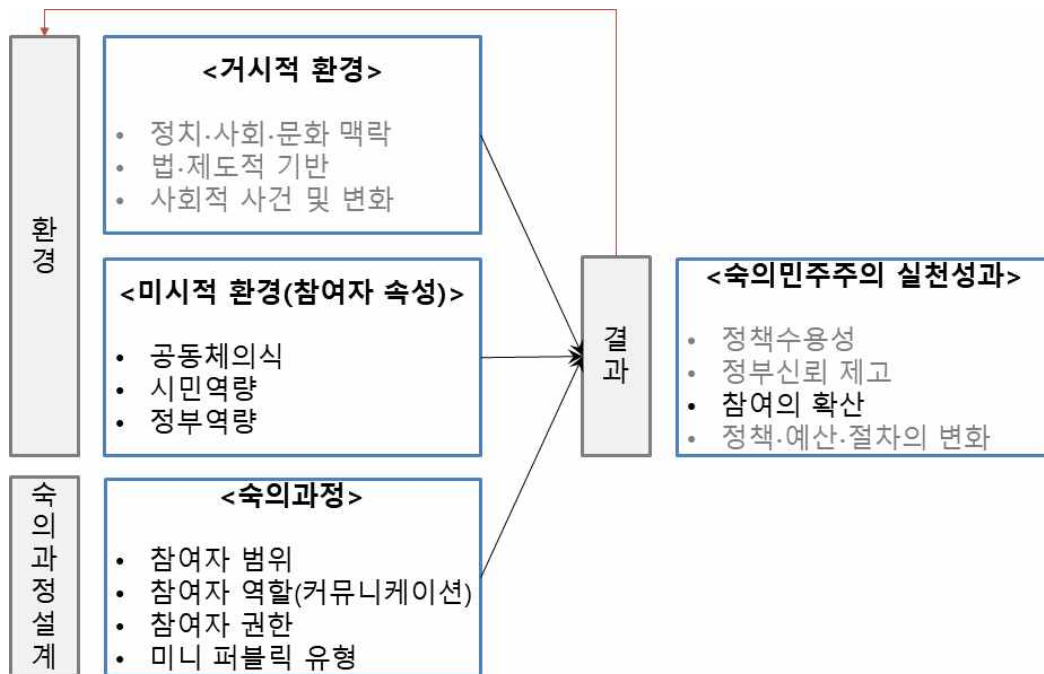 환경
<거시적 환경>
• 정치·사회·문화 맥락
• 법·제도적 기반
• 사회적 사건 및 변화
<미시적 환경(참여자 속성)>
• 공동체의식
• 시민역량
• 정부역량
숙의과정설계
<숙의과정>
• 참여자 범위
• 참여자 역할(커뮤니케이션)
• 참여자 권한
• 미니 퍼블릭 유형
결과
<숙의민주주의 실천성과>
• 정책수용성
• 정부신뢰 제고
• 참여의 확산
• 정책·예산·절차의 변화